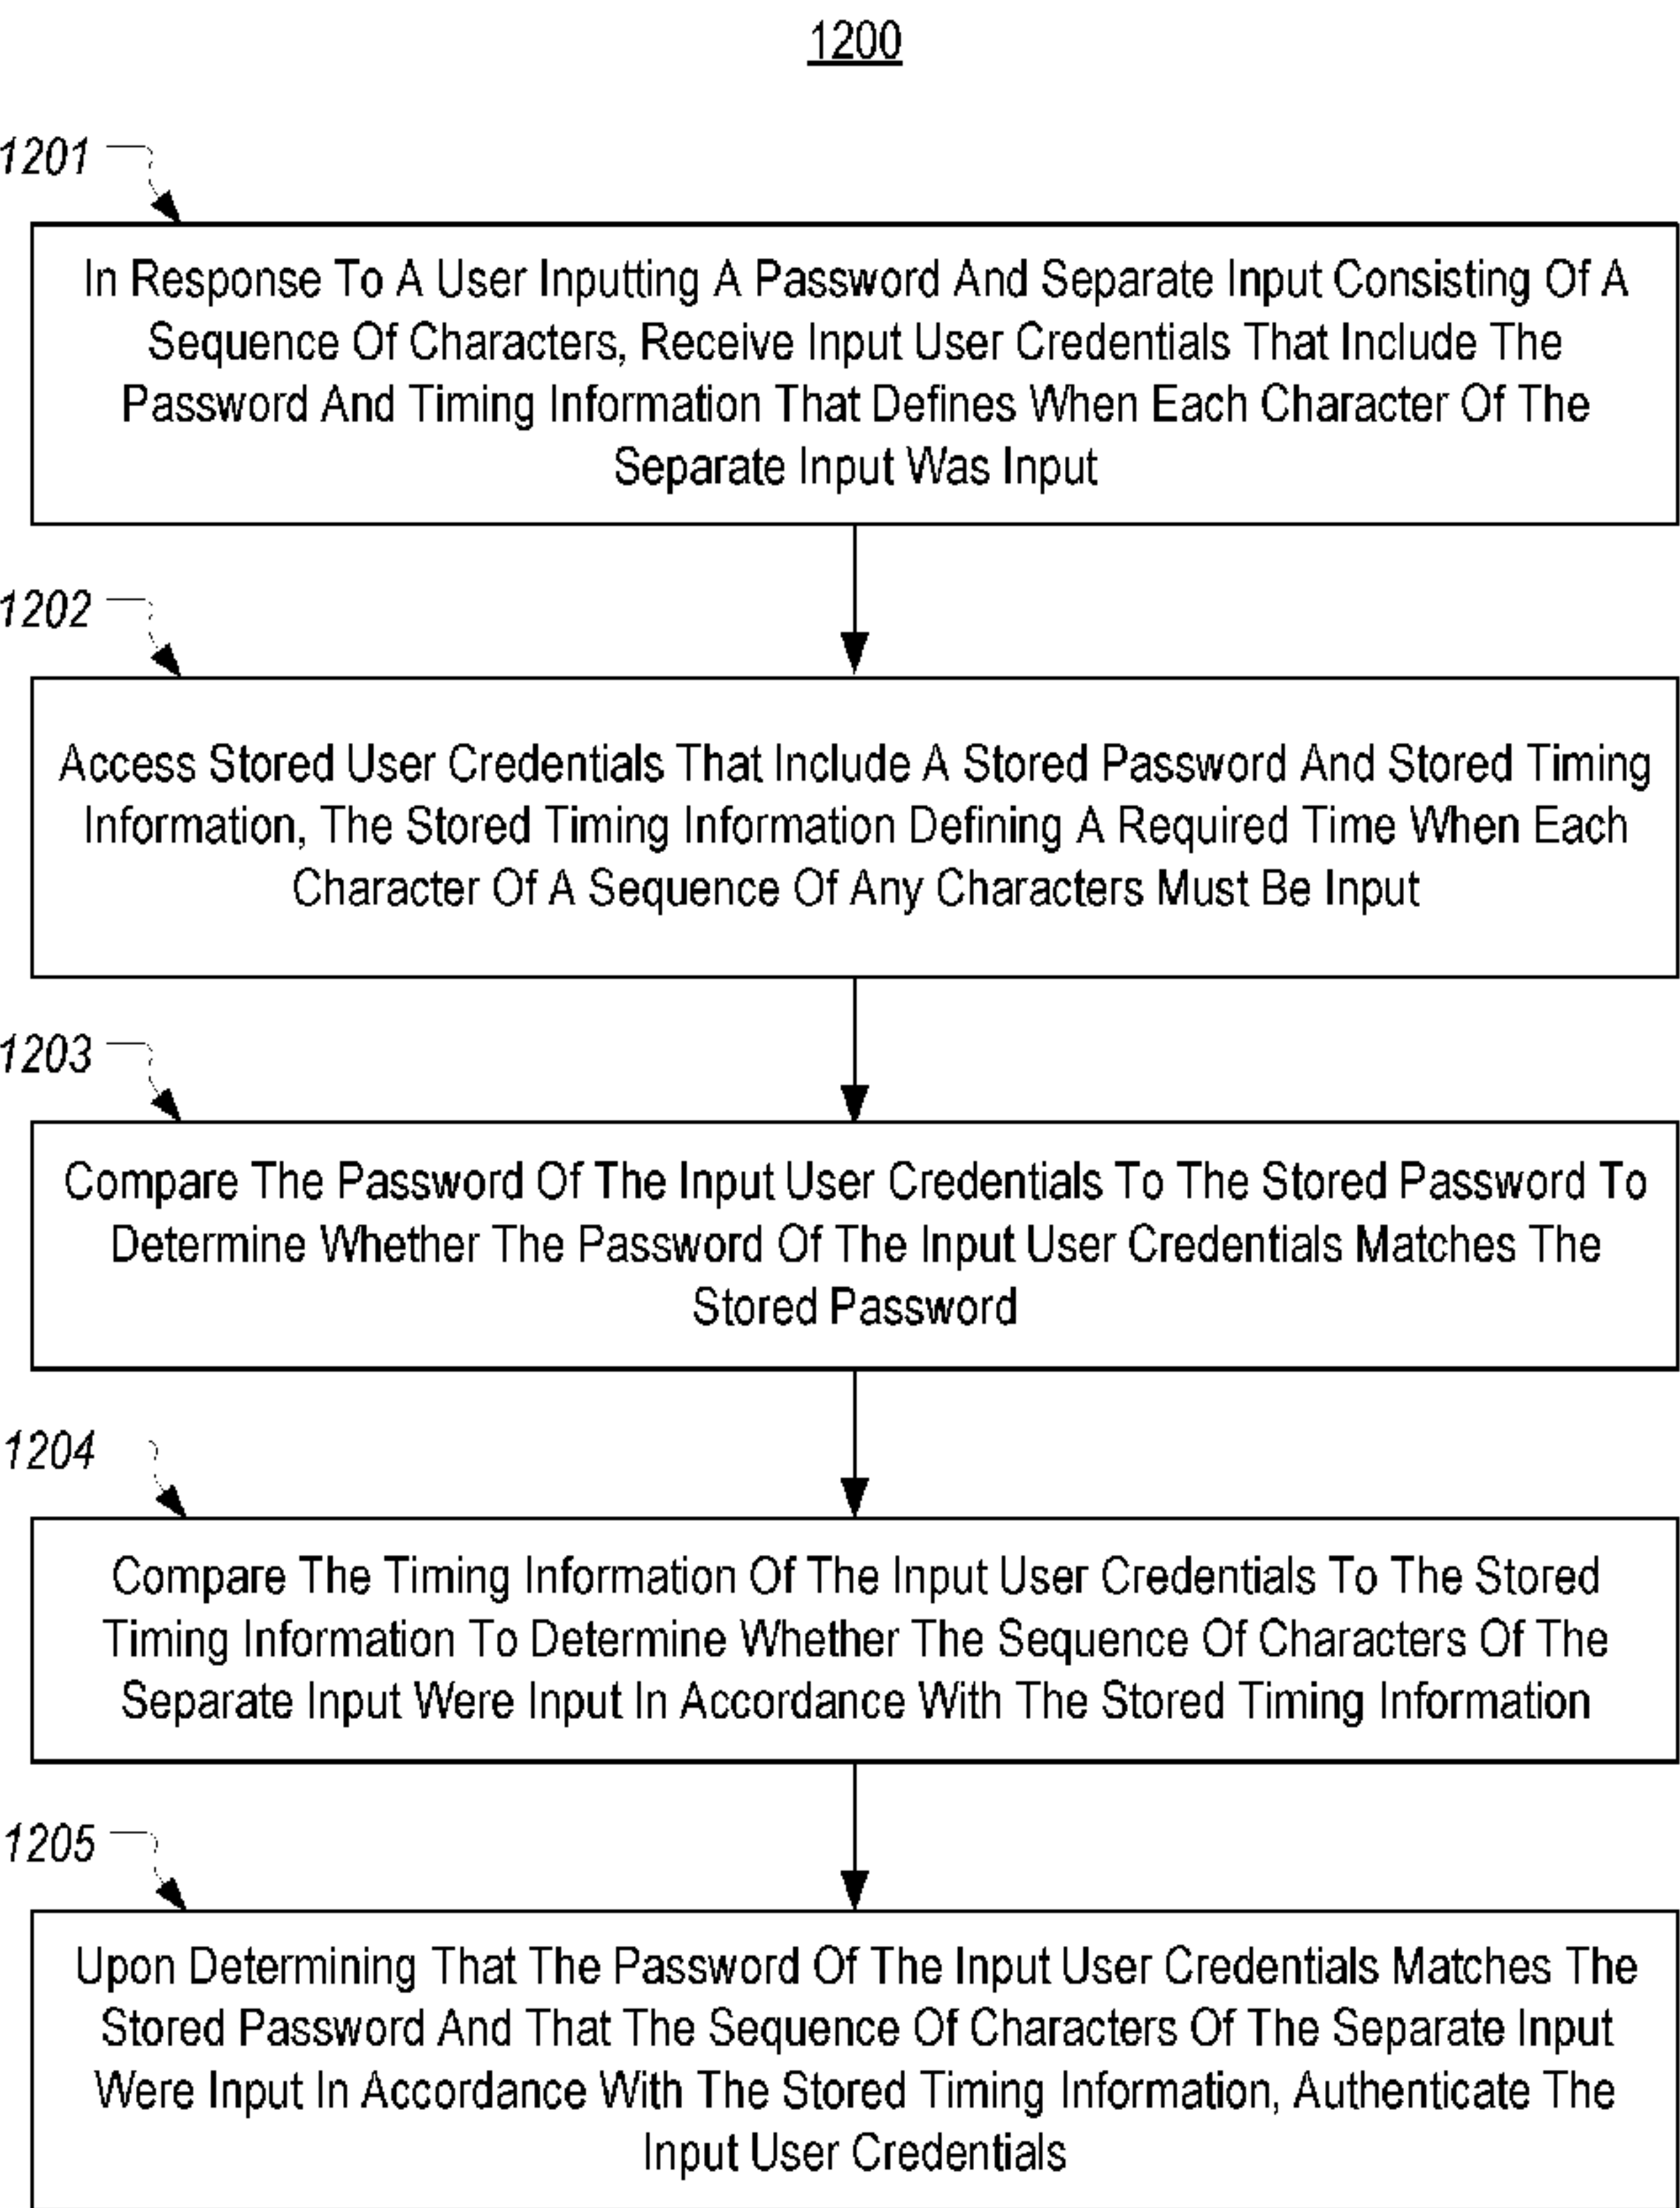 1200
1201
In Response To A User Inputting A Password And Separate Input Consisting Of A
Sequence Of Characters, Receive Input User Credentials That Include The
Password And Timing Information That Defines When Each Character Of The
Separate Input Was Input
1202
Access Stored User Credentials That Include A Stored Password And Stored Timing
Information, The Stored Timing Information Defining A Required Time When Each
Character Of A Sequence Of Any Characters Must Be Input
1203
Compare The Password Of The Input User Credentials To The Stored Password To
Determine Whether The Password Of The Input User Credentials Matches The
Stored Password
1204
Compare The Timing Information Of The Input User Credentials To The Stored
Timing Information To Determine Whether The Sequence Of Characters Of The
Separate Input Were Input In Accordance With The Stored Timing Information
1205
Upon Determining That The Password Of The Input User Credentials Matches The
Stored Password And That The Sequence Of Characters Of The Separate Input
Were Input In Accordance With The Stored Timing Information, Authenticate The
Input User Credentials